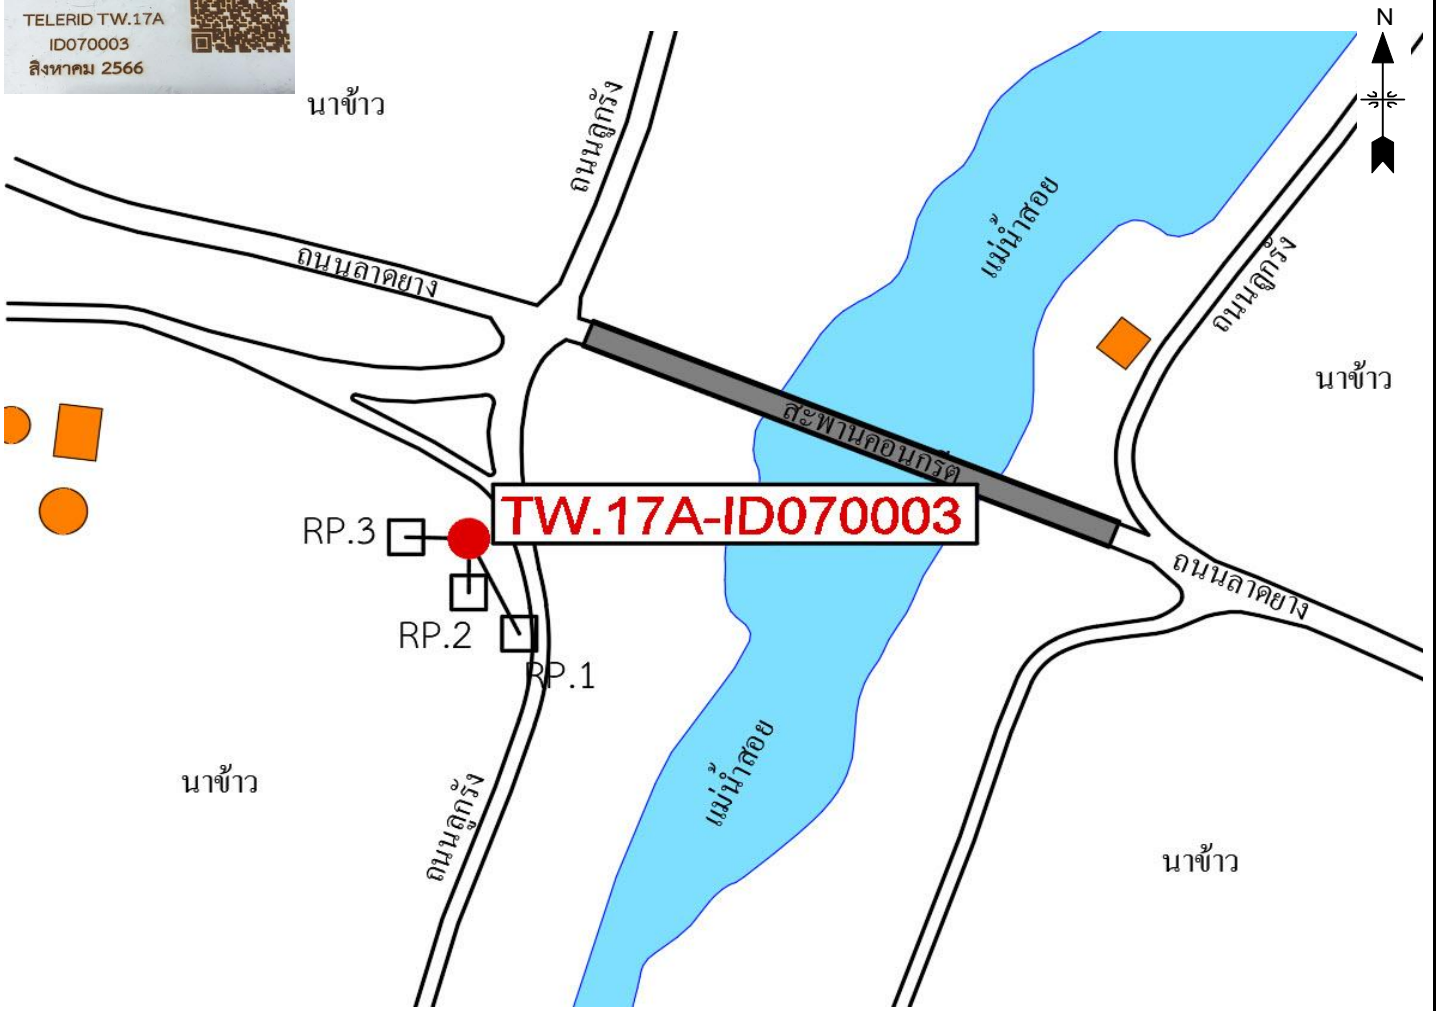 TELERID TW.17A
ID070003
สิงหาคม 2566
N
นาข้าว
ถนนลูกรัง
แม่น้ำสอย
ถนนลาดยาง
ถนนลูกรัง
นาข้าว
สะพานคอนกรีต
TW.17A-ID070003
RP.3
RP.2
RP.1
ถนนลาดยาง
แม่น้ำสอย
นาข้าว
ถนนลูกรัง
นาข้าว